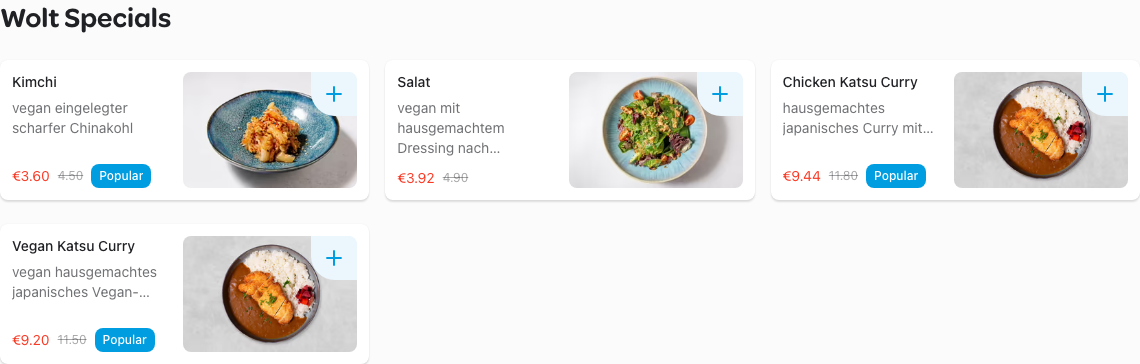 Wolt Specials
Kimchi
vegan eingelegter
scharfer Chinakohl
€3.60 4.50 Popular
Salat
vegan mit
hausgemachtem
Dressing nach...
€3.92 4.90
Chicken Katsu Curry
hausgemachtes
japanisches Curry mit...
€9.44 11.80 Popular
Vegan Katsu Curry
vegan hausgemachtes
japanisches Vegan-...
€9.20 11.50 Popular